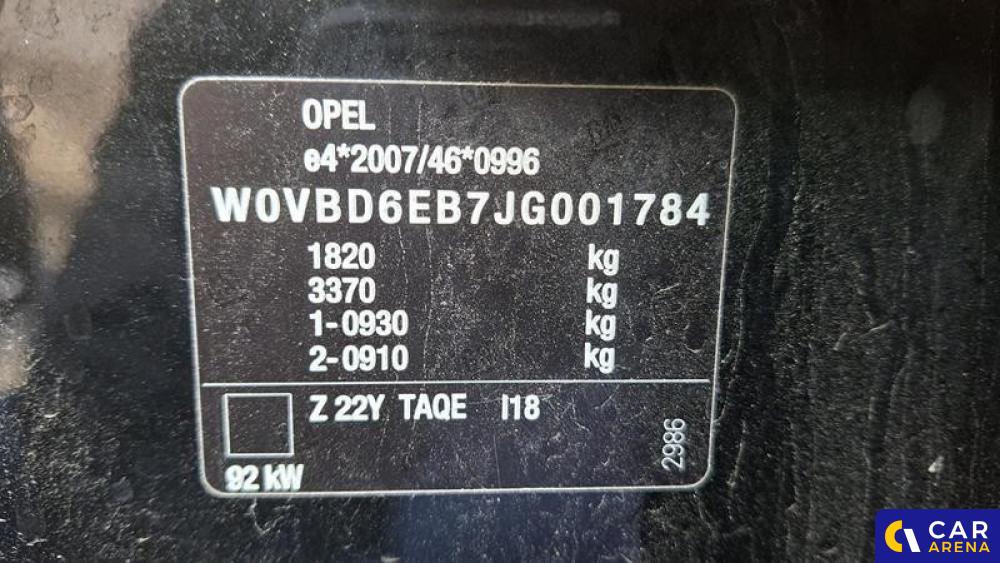 OPEL
e4*2007/46*0996
W0VBD6EB7JG001784
1820 kg
3370 kg
1-0930 kg
2-0910 kg
Z 22Y TAQE I18
2986
92 kW
CAR
ARENA